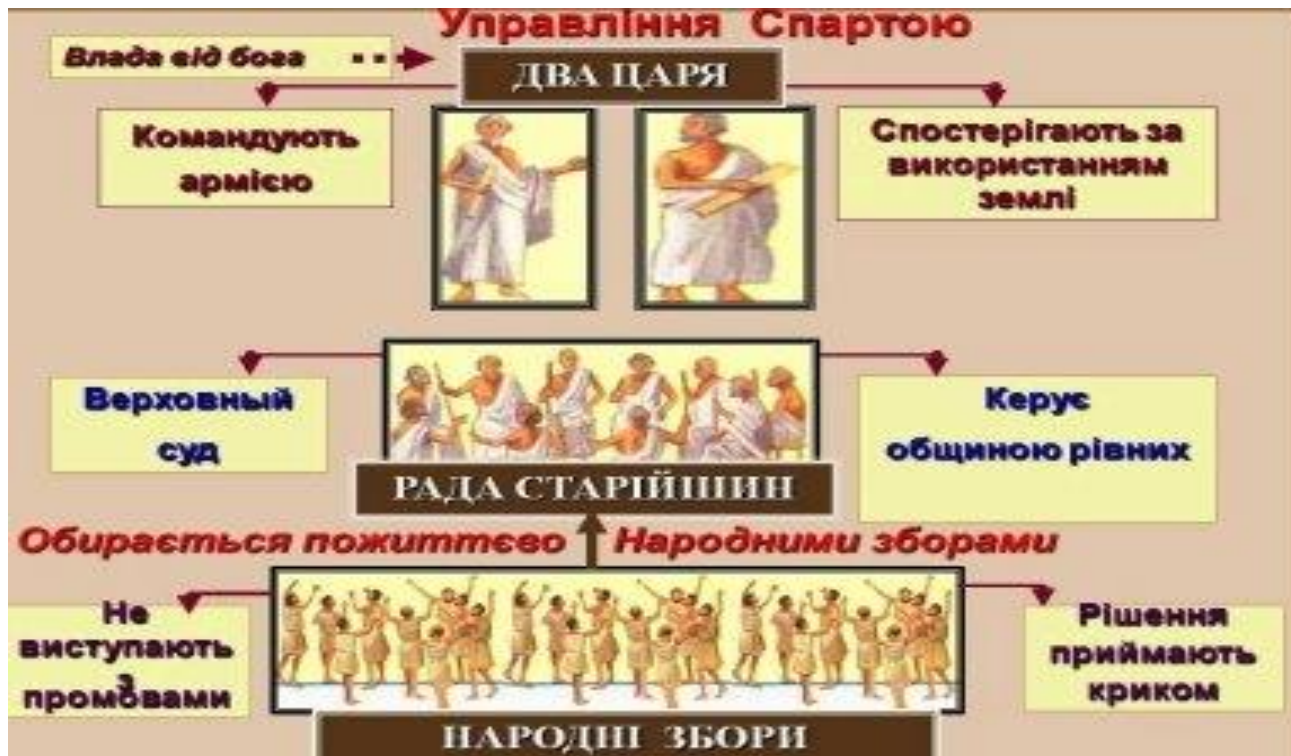 Управління Спартою
Влада від бога
ДВА ЦАРЯ
Командують
армією
Спостерігають за
використанням
землі
Верховный
суд
Керує
общиною рівних
РАДА СТАРІЙШИН
Обирається пожиттєво Народними зборами
Не
виступають
з
промовами
Рішення
приймають
криком
НАРОДНІ ЗБОРИ